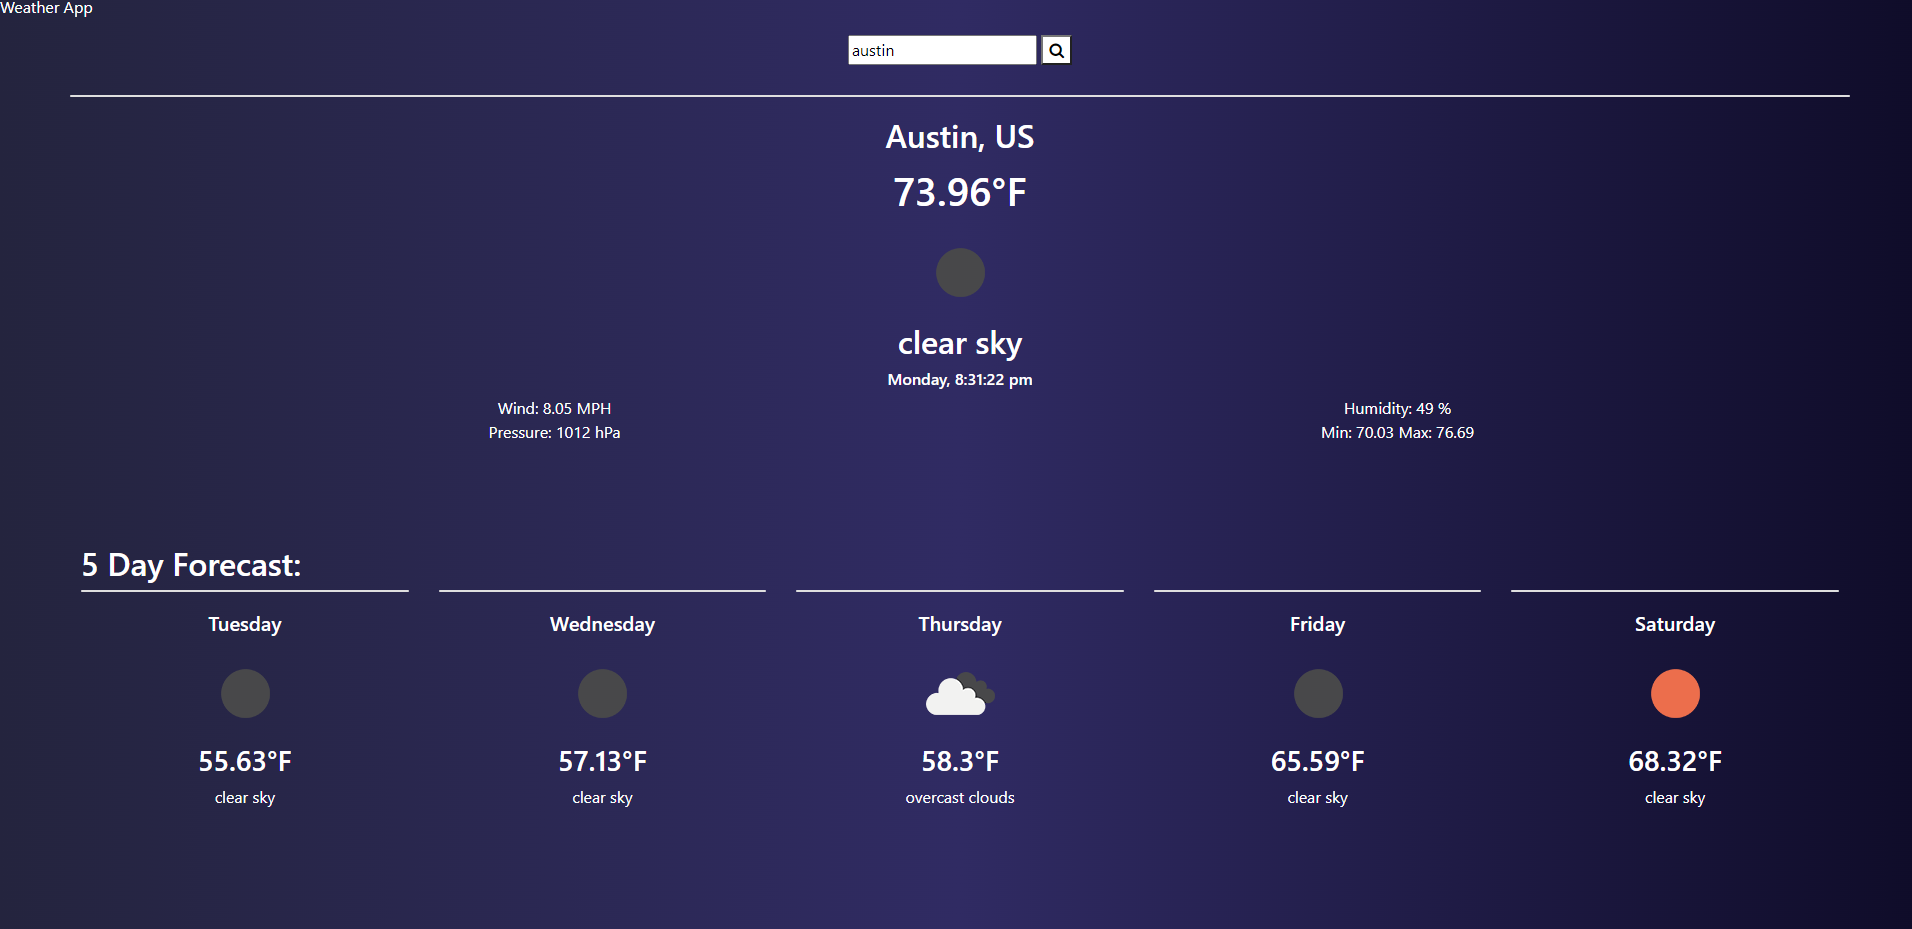 Weather App
austin
Austin, US
73.96°F
clear sky
Monday, 8:31:22 pm
Wind: 8.05 MPH
Pressure: 1012 hPa
Humidity: 49 %
Min: 70.03 Max: 76.69
5 Day Forecast:
Tuesday
55.63°F
clear sky
Wednesday
57.13°F
clear sky
Thursday
58.3°F
overcast clouds
Friday
65.59°F
clear sky
Saturday
68.32°F
clear sky